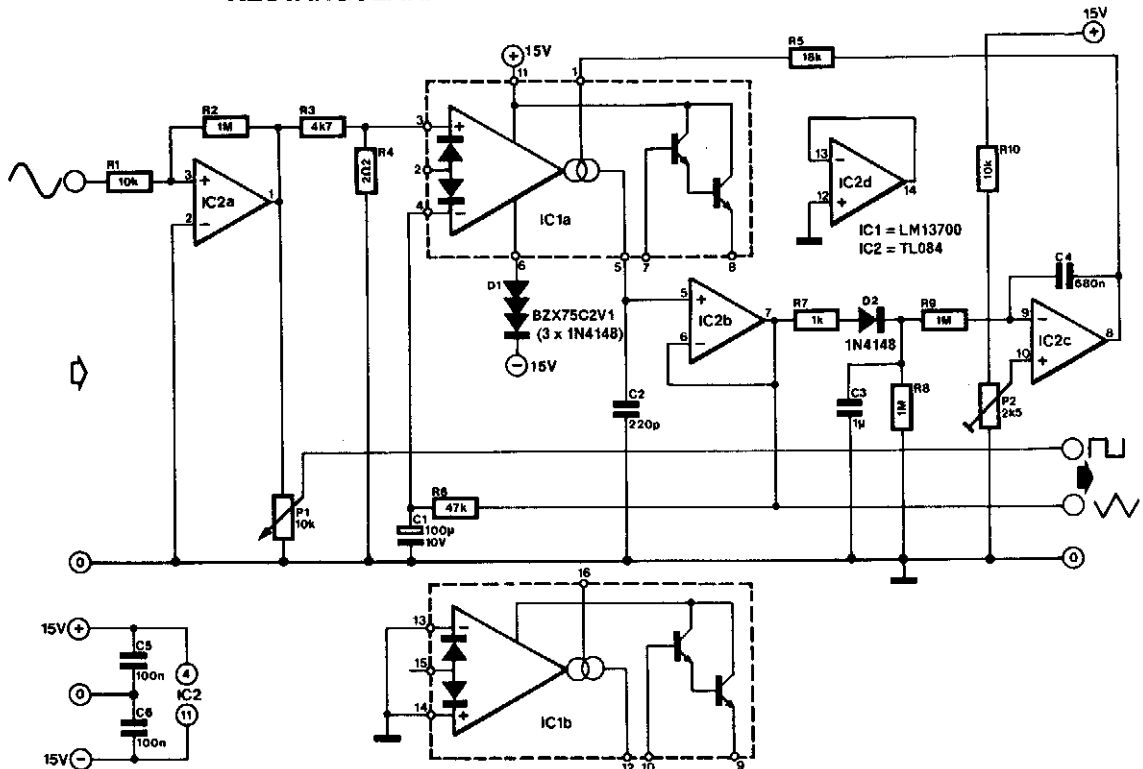 15V
11
1
R5
18k
15V
R2
1M
R3
4k7
R4
2Ω2
R1
10k
3
+
IC2a
1
2
−
3
+
2
4
−
IC1a
6
5
7
8
13
−
IC2d
14
12
+
R10
10k
IC1 = LM13700
IC2 = TL084
C4
680n
D1
BZX75C2V1
(3 x 1N4148)
15V
5
+
IC2b
7
6
−
R7
1k
D2
1N4148
R9
1M
9
−
8
IC2c
10
+
C2
220p
C3
1µ
R8
1M
P2
2k5
P1
10k
R6
47k
C1
100µ
10V
0
0
16
15V
+
C5
100n
4
0
IC2
11
C6
100n
15V
−
13
−
15
14
+
IC1b
12
10
9